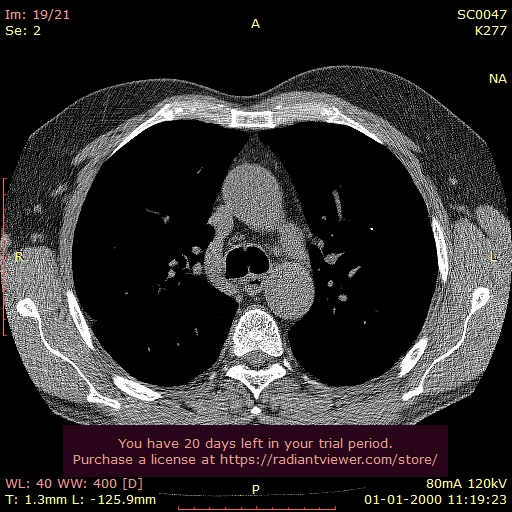 Im: 19/21
Se: 2
A
SC0047
K277
NA
R
L
You have 20 days left in your trial period.
Purchase a license at https://radiantviewer.com/store/
WL: 40 WW: 400 [D]
T: 1.3mm L: -125.9mm
P
80mA 120kV
01-01-2000 11:19:23